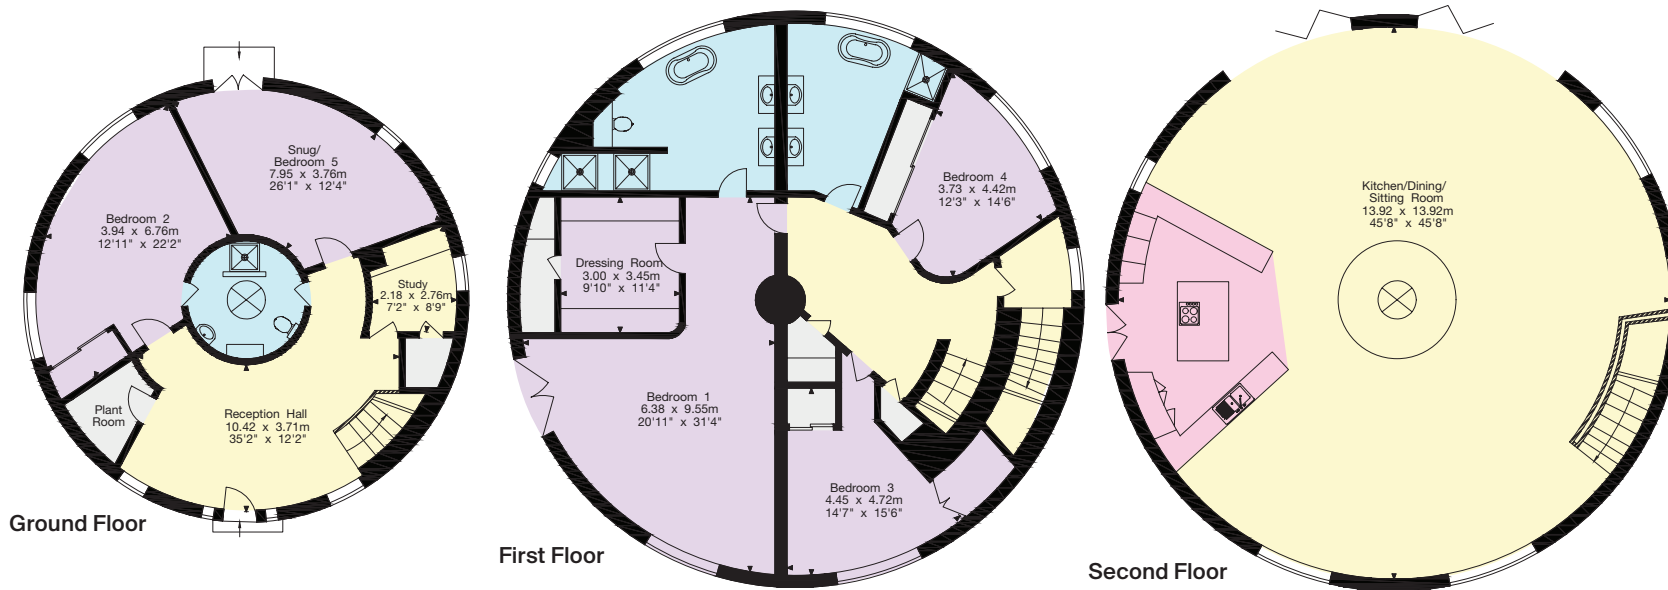 Snug/
Bedroom 5
7.95 x 3.76m
26'1" x 12'4"
Bedroom 2
3.94 x 6.76m
12'11" x 22'2"
Study
2.18 x 2.76m
7'2" x 8'9"
Plant
Room
Reception Hall
10.42 x 3.71m
35'2" x 12'2"
Ground Floor
Bedroom 4
3.73 x 4.42m
12'3" x 14'6"
Dressing Room
3.00 x 3.45m
9'10" x 11'4"
Bedroom 1
6.38 x 9.55m
20'11" x 31'4"
Bedroom 3
4.45 x 4.72m
14'7" x 15'6"
First Floor
Kitchen/Dining/
Sitting Room
13.92 x 13.92m
45'8" x 45'8"
Second Floor